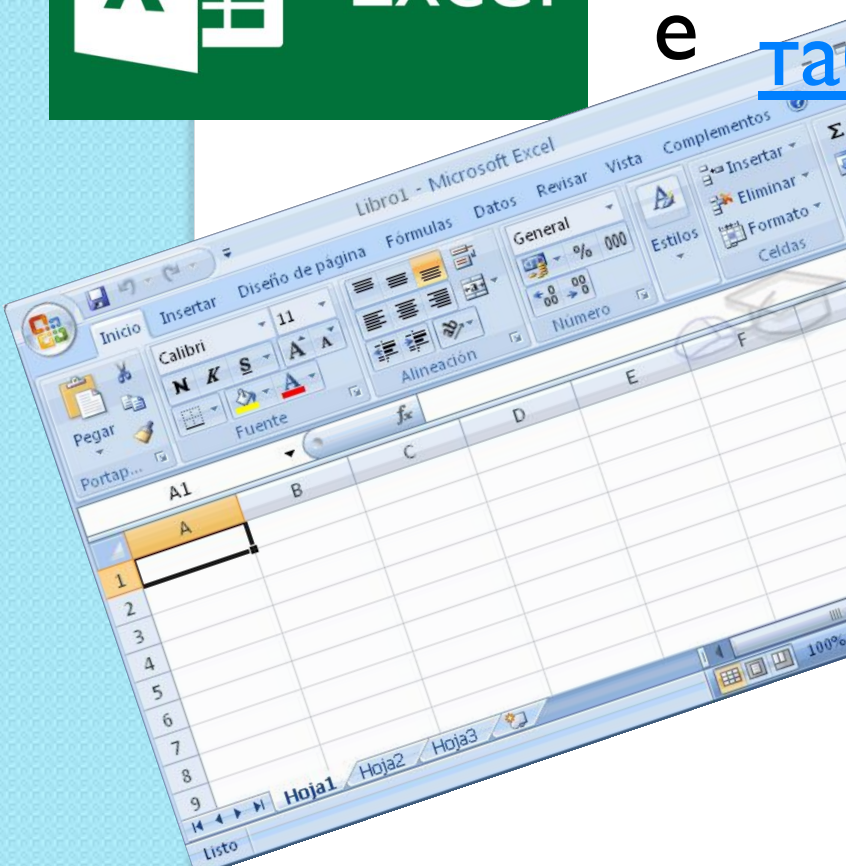 e
та
Libro1 - Microsoft Excel
Inicio Insertar Diseño de página Fórmulas Datos Revisar Vista Complementos
Calibri 11 General Insertar Σ
N K S A A % 000 Eliminar
Pegar Estilos Formato
Portap... Fuente Alineación Número Celdas
A1 fx
A B C D E F
1
2
3
4
5
6
7
8
9
Hoja1 Hoja2 Hoja3
Listo 100%